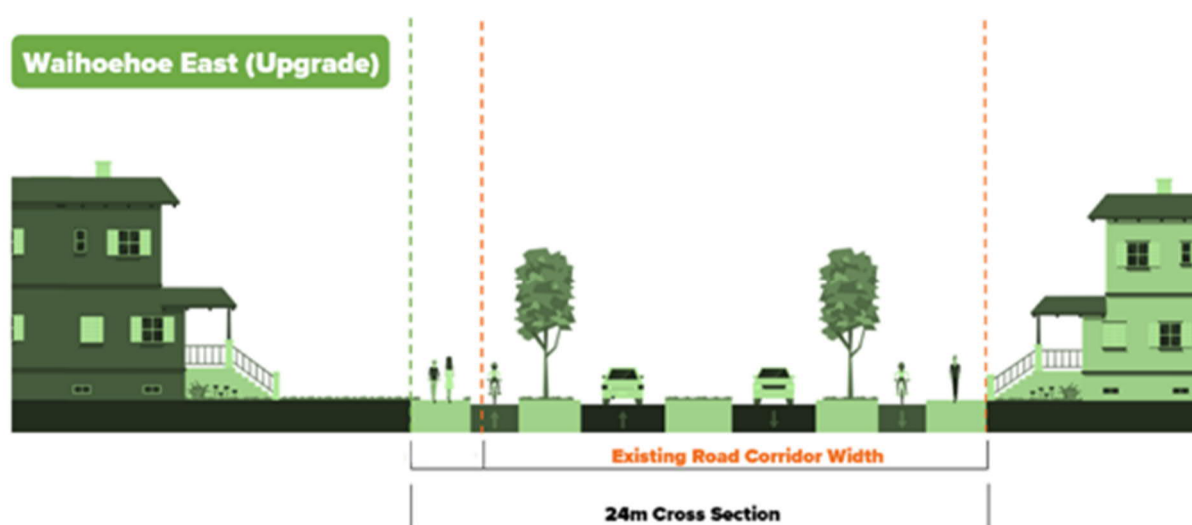 Waihoehoe East (Upgrade)
Existing Road Corridor Width
24m Cross Section